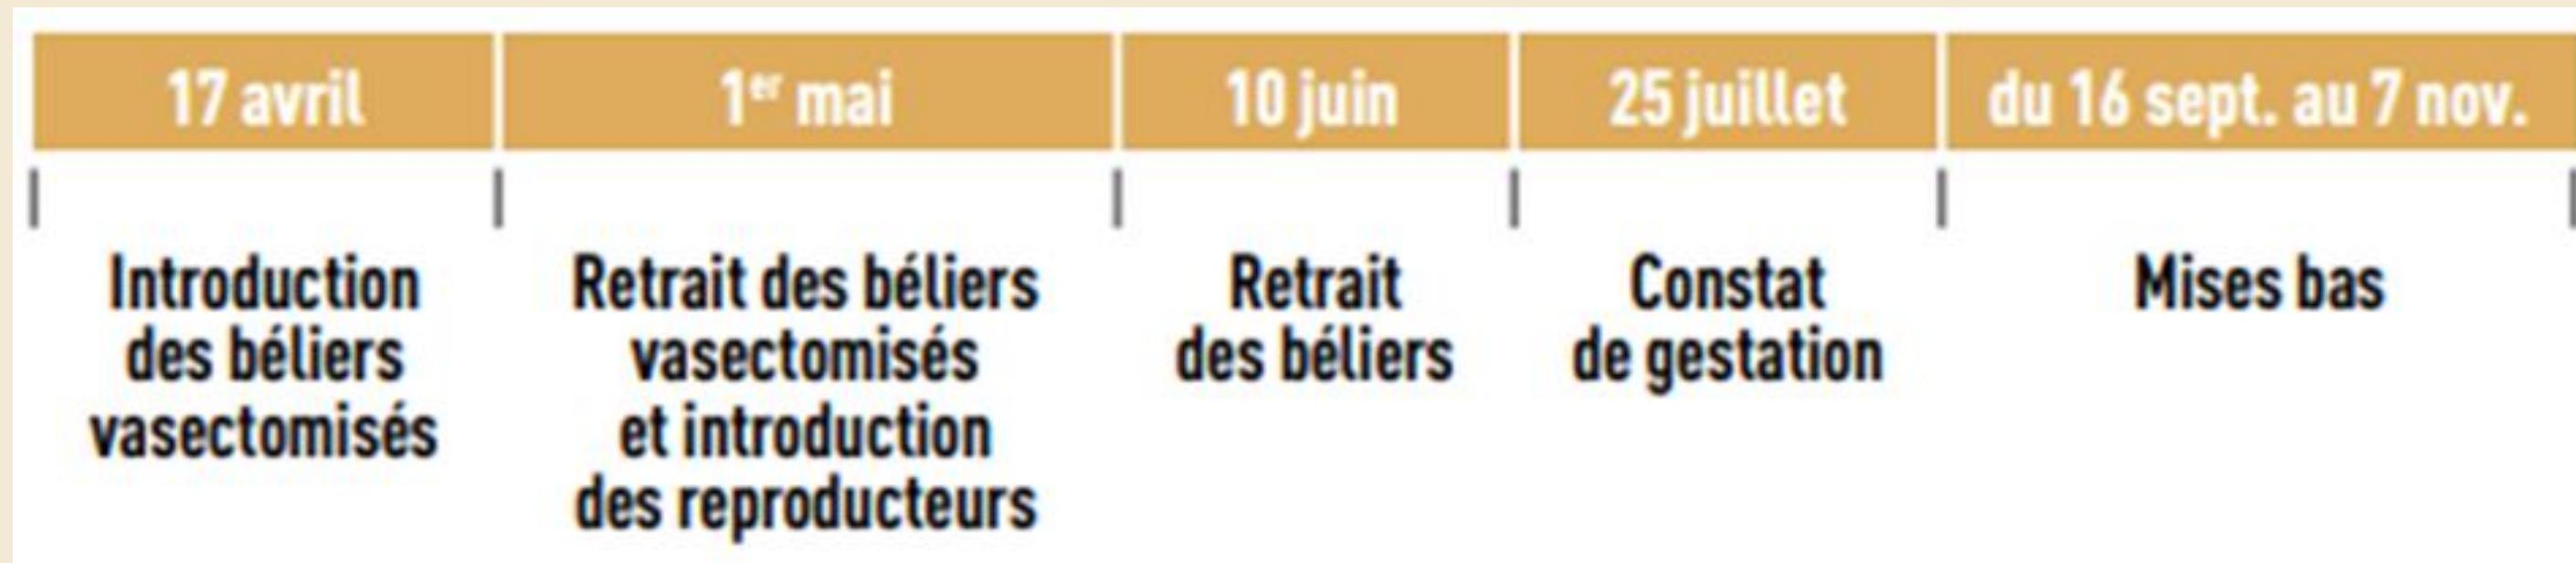 17 avril
1er mai
10 juin
25 juillet
du 16 sept. au 7 nov.
Introduction
des béliers
vasectomisés
Retrait des béliers
vasectomisés
et introduction
des reproducteurs
Retrait
des béliers
Constat
de gestation
Mises bas